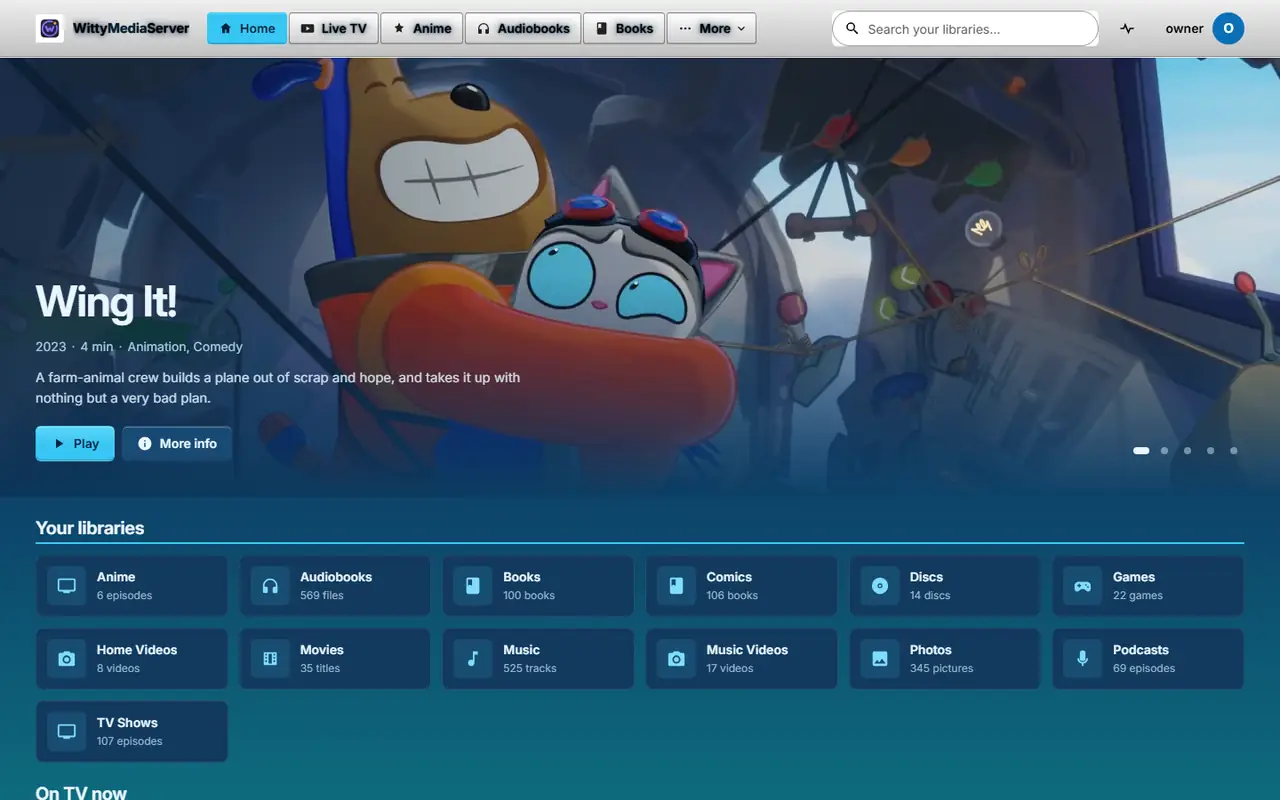 WittyMediaServer
Home
Live TV
Anime
Audiobooks
Books
More
Search your libraries...
owner
O
Wing It!
2023 · 4 min · Animation, Comedy
A farm-animal crew builds a plane out of scrap and hope, and takes it up with
nothing but a very bad plan.
Play
More info
Your libraries
Anime
6 episodes
Audiobooks
569 files
Books
100 books
Comics
106 books
Discs
14 discs
Games
22 games
Home Videos
8 videos
Movies
35 titles
Music
525 tracks
Music Videos
17 videos
Photos
345 pictures
Podcasts
69 episodes
TV Shows
107 episodes
On TV now